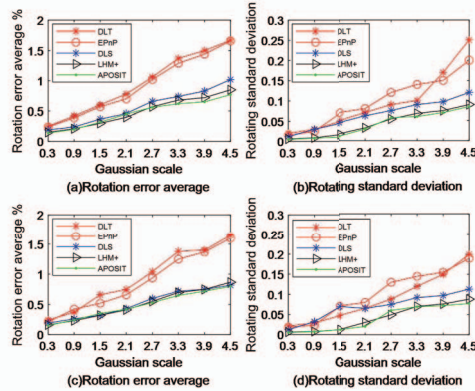 Rotation error average %
2
1.5
1
0.5
0
DLT
EPnP
DLS
LHM+
APOSIT
0.3 0.9 1.5 2.1 2.7 3.3 3.9 4.5
Gaussian scale
(a)Rotation error average
Rotating standard deviation
0.3
0.25
0.2
0.15
0.1
0.05
0
DLT
EPnP
DLS
LHM+
APOSIT
0.3 0.9 1.5 2.1 2.7 3.3 3.9 4.5
Gaussian scale
(b)Rotating standard deviation
Rotation error average %
2
1.5
1
0.5
0
DLT
EPnP
DLS
LHM+
APOSIT
0.3 0.9 1.5 2.1 2.7 3.3 3.9 4.5
Gaussian scale
(c)Rotation error average
Rotating standard deviation
0.3
0.25
0.2
0.15
0.1
0.05
0
DLT
EPnP
DLS
LHM+
APOSIT
0.3 0.9 1.5 2.1 2.7 3.3 3.9 4.5
Gaussian scale
(d)Rotating standard deviation